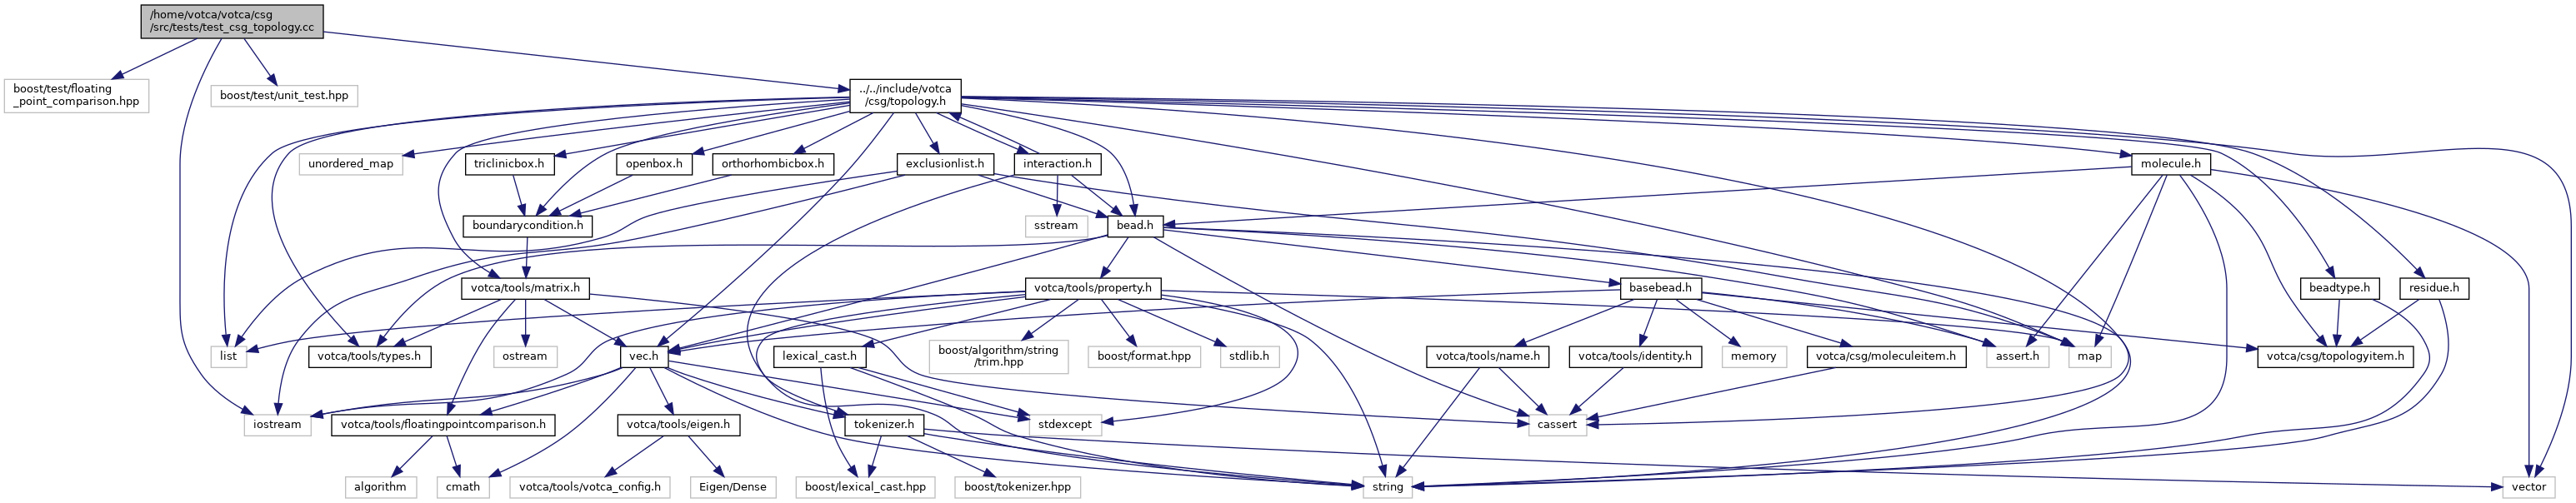 /home/votca/votca/csg
/src/tests/test_csg_topology.cc
boost/test/floating
_point_comparison.hpp
boost/test/unit_test.hpp
../../include/votca
/csg/topology.h
unordered_map
triclinicbox.h
openbox.h
orthorhombicbox.h
exclusionlist.h
interaction.h
molecule.h
boundarycondition.h
sstream
bead.h
votca/tools/matrix.h
votca/tools/property.h
basebead.h
beadtype.h
residue.h
list
votca/tools/types.h
ostream
vec.h
lexical_cast.h
boost/algorithm/string
/trim.hpp
boost/format.hpp
stdlib.h
votca/tools/name.h
votca/tools/identity.h
memory
votca/csg/moleculeitem.h
assert.h
map
votca/csg/topologyitem.h
iostream
votca/tools/floatingpointcomparison.h
votca/tools/eigen.h
tokenizer.h
stdexcept
cassert
algorithm
cmath
votca/tools/votca_config.h
Eigen/Dense
boost/lexical_cast.hpp
boost/tokenizer.hpp
string
vector